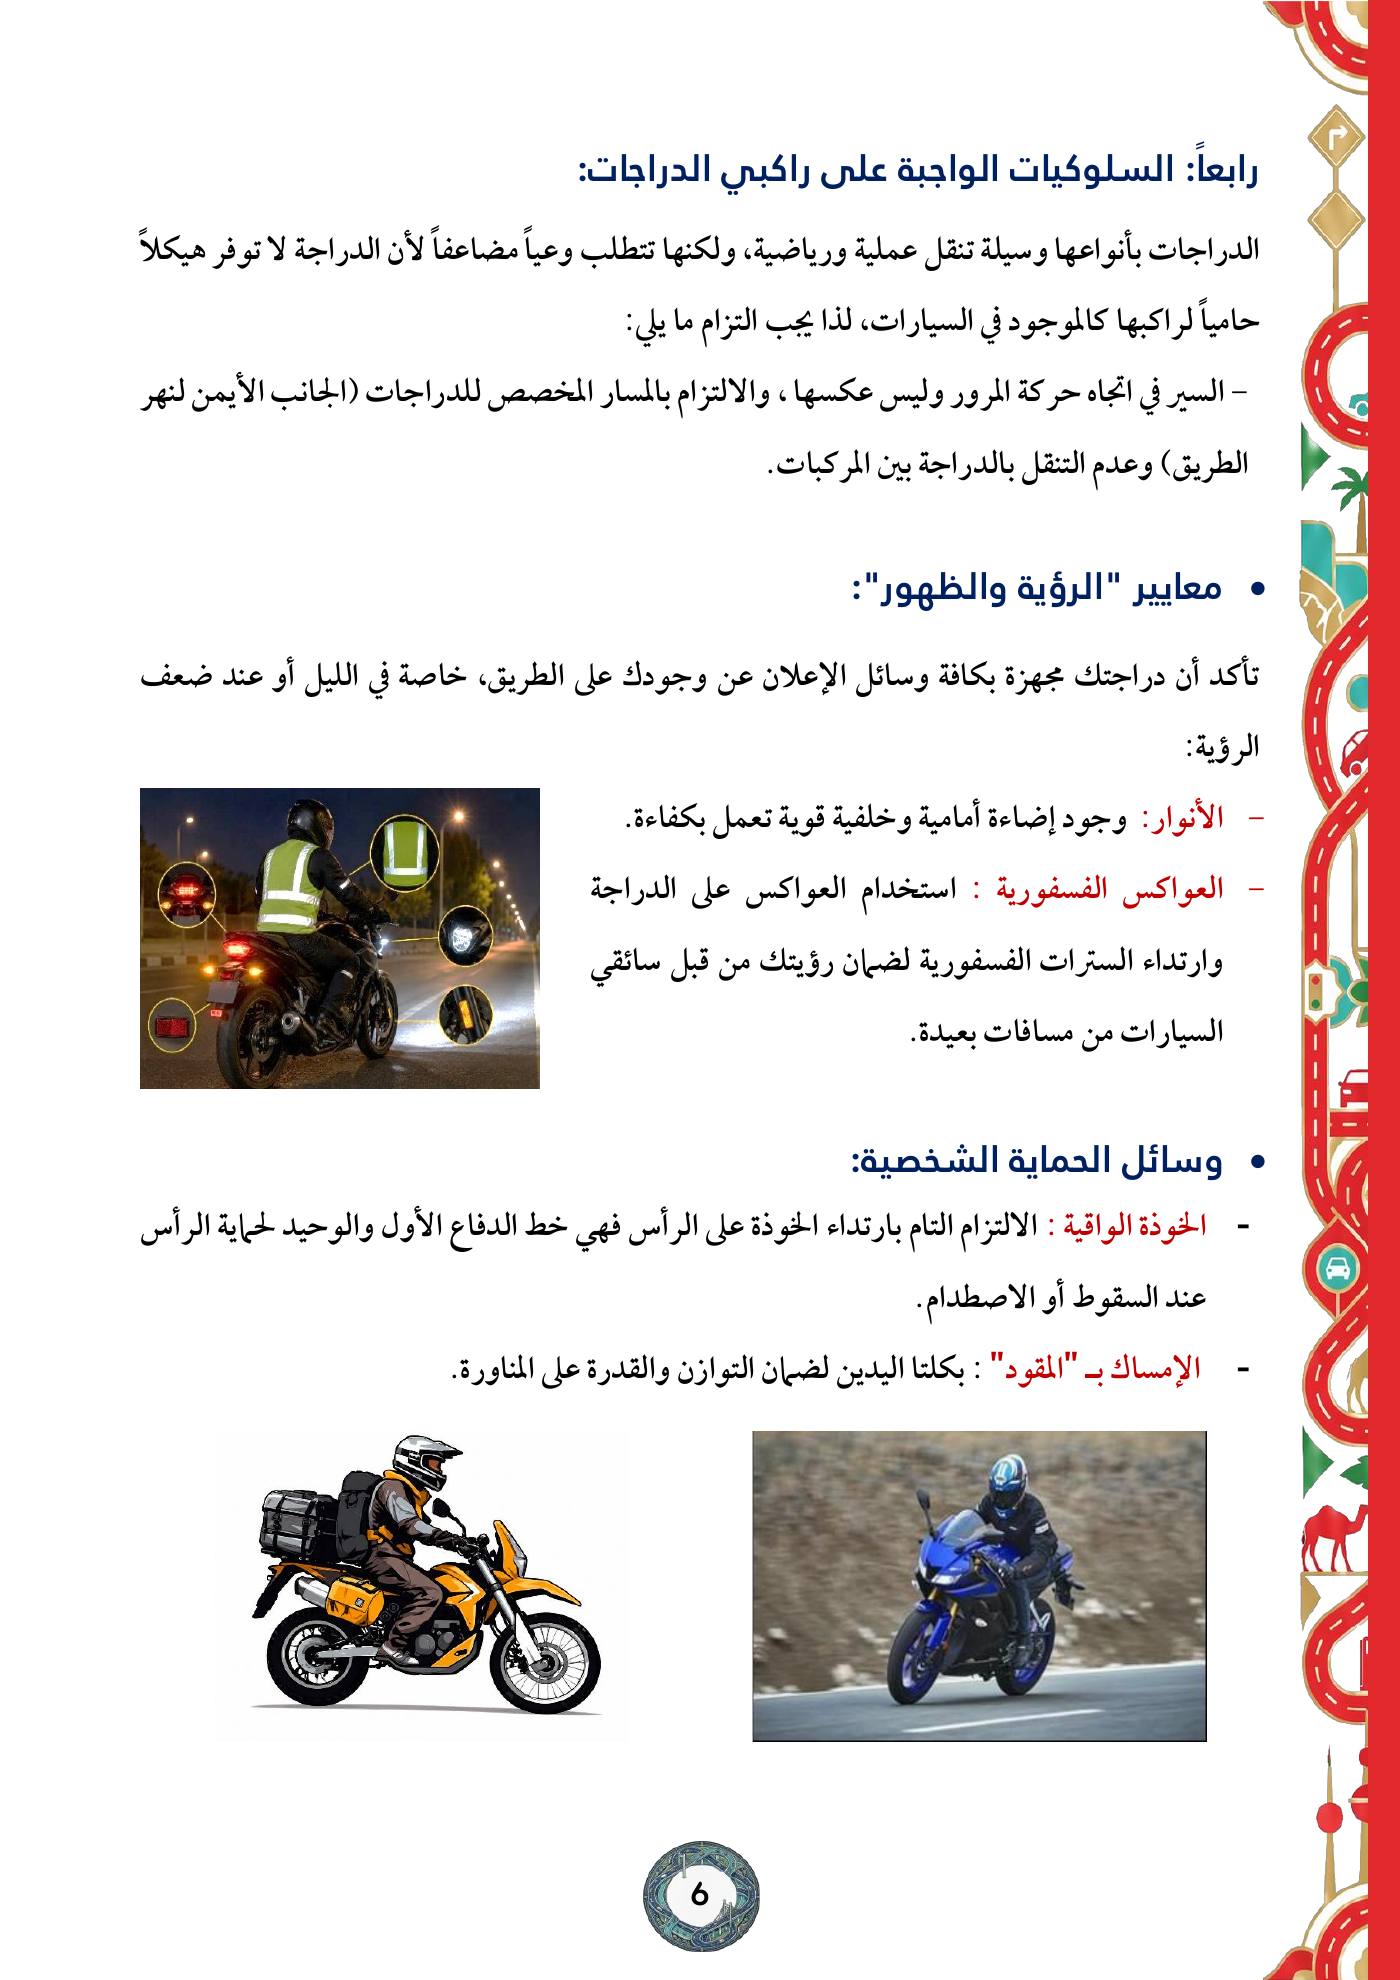 رابعاً: السلوكيات الواجبة على راكبي الدراجات:
الدراجات بأنواعها وسيلة تنقل عملية ورياضية، ولكنها تتطلب وعياً مضاعفاً لأن الدراجة لا توفر هيكلاً
حامياً لراكبها كالموجود في السيارات، لذا يجب التزام ما يلي:
– السير في اتجاه حركة المرور وليس عكسها ، والالتزام بالمسار المخصص للدراجات (الجانب الأيمن لنهر
الطريق) وعدم التنقل بالدراجة بين المركبات.
• معايير "الرؤية والظهور":
تأكد أن دراجتك مجهزة بكافة وسائل الإعلان عن وجودك على الطريق، خاصة في الليل أو عند ضعف
الرؤية:
– الأنوار: وجود إضاءة أمامية وخلفية قوية تعمل بكفاءة.
– العواكس الفسفورية : استخدام العواكس على الدراجة
وارتداء السترات الفسفورية لضمان رؤيتك من قبل سائقي
السيارات من مسافات بعيدة.
• وسائل الحماية الشخصية:
- الخوذة الواقية : الالتزام التام بارتداء الخوذة على الرأس فهي خط الدفاع الأول والوحيد لحماية الرأس
عند السقوط أو الاصطدام.
- الإمساك بـ "المقود" : بكلتا اليدين لضمان التوازن والقدرة على المناورة.
6